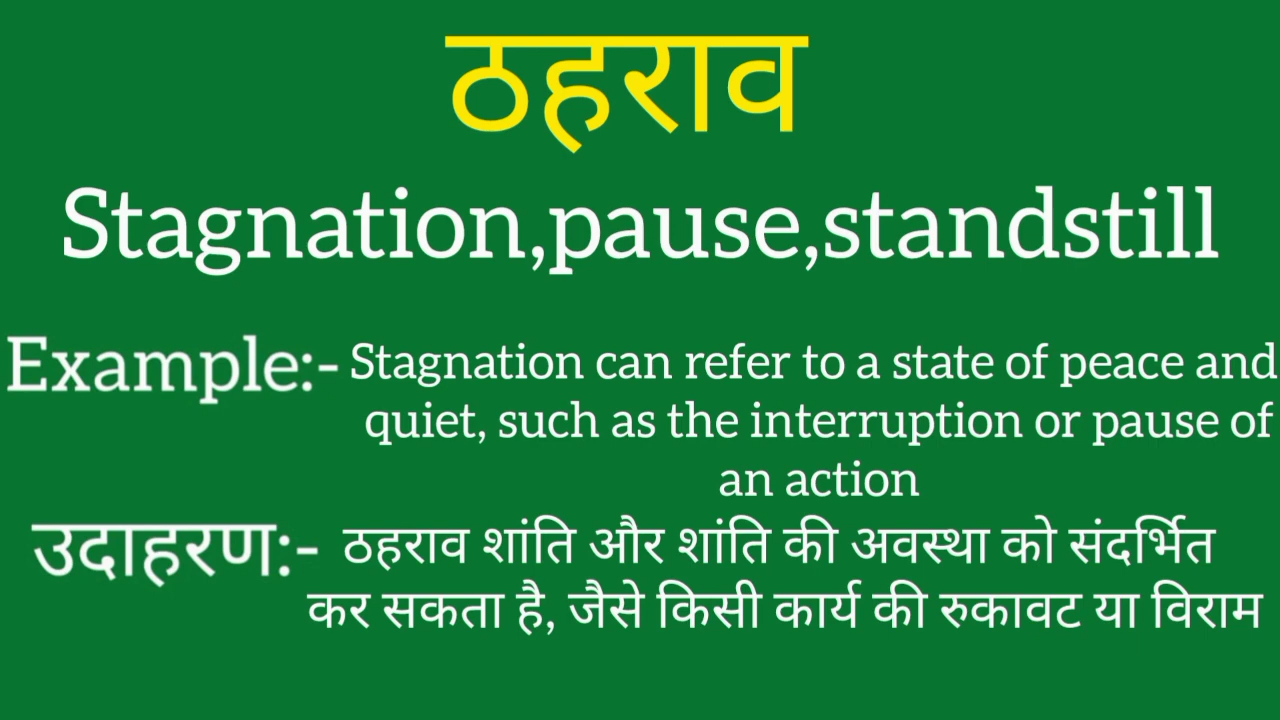 ठहराव
Stagnation,pause,standstill
Example:- Stagnation can refer to a state of peace and
quiet, such as the interruption or pause of
an action
उदाहरण:- ठहराव शांति और शांति की अवस्था को संदर्भित
कर सकता है, जैसे किसी कार्य की रुकावट या विराम